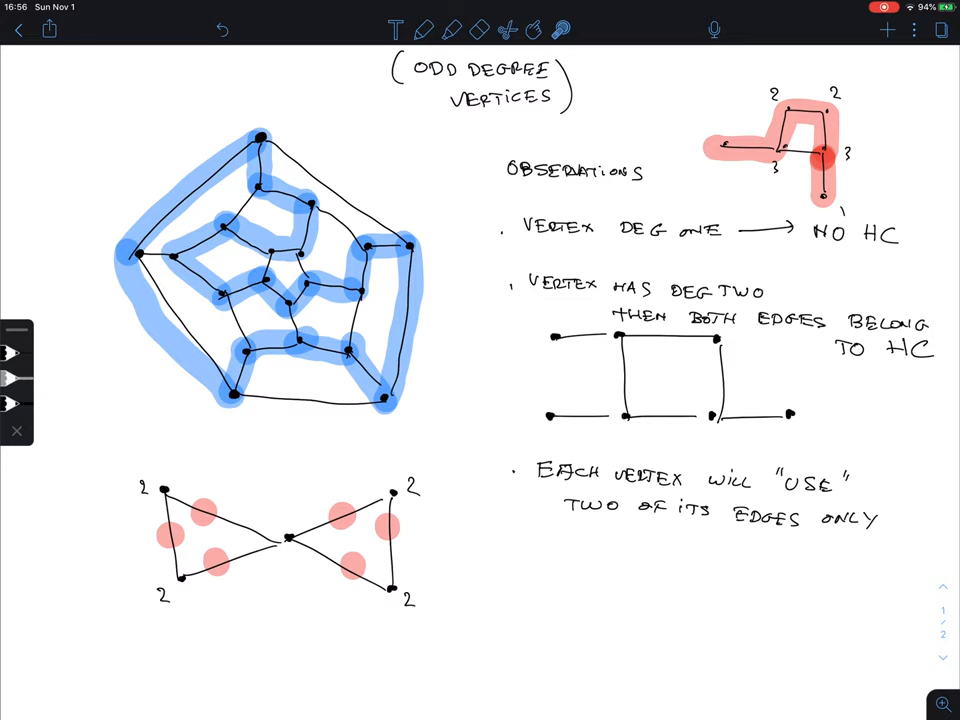 16:56 Sun Nov 1
94%
(ODD DEGREE
VERTICES)
2 2
3 3
1
OBSERVATIONS
. VERTEX DEG ONE → NO HC
. VERTEX HAS DEG TWO
THEN BOTH EDGES BELONG
TO HC
. EACH VERTEX WILL "USE"
TWO OF ITS EDGES ONLY
2 2
2 2
1
/
2